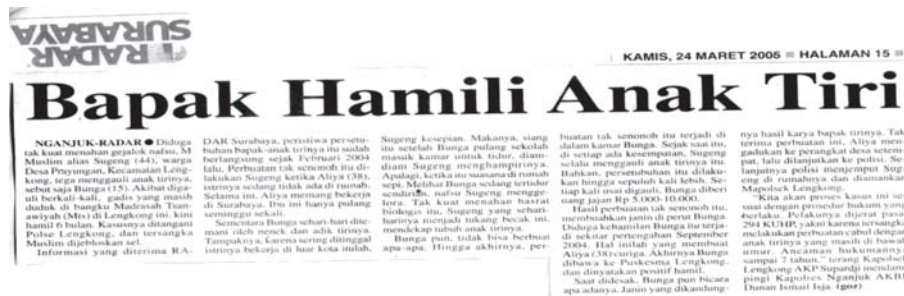 RADAR
SURABAYA
KAMIS, 24 MARET 2005 HALAMAN 15
Bapak Hamili Anak Tiri
NGANJUK-RADAR ● Diduga
tak kuat menahan gejolak nafsu, M
Muslim alias Sugeng (44), warga
Desa Prayungan, Kecamatan Leng-
kong, tega menggauli anak tirinya,
sebut saja Bunga (15). Akibat diga-
uli berkali-kali, gadis yang masih
duduk di bangku Madrasah Tsan-
awiyah (Mts) di Lengkong ini, kini
hamil 6 bulan. Kasusnya ditangani
Polse Lengkong, dan tersangka
Muslim dijebloskan sel.
Informasi yang diterima RA-
DAR Surabaya, peristiwa persetu-
buhan bapak-anak tirinya itu sudah
berlangsung sejak Februari 2004
lalu. Perbuatan tak senonoh itu di-
lakukan Sugeng ketika Aliya (38),
istrinya sedang tidak ada di rumah.
Selama ini, Aliya memang bekerja
di Surabaya. Ibu ini hanya pulang
seminggu sekali.
Sementara Bunga sehari-hari dite-
mani oleh nenek dan adik tirinya.
Tampaknya, karena sering ditinggal
istrinya bekerja di luar kota inilah,
Sugeng kesepian. Makanya, siang
itu setelah Bunga pulang sekolah
masuk kamar untuk tidur, diam-
diam Sugeng menghampirinya.
Apalagi, ketika itu suasana di rumah
sepi. Melihat Bunga sedang tertidur
sendirian, nafsu Sugeng mengge-
lora. Tak kuat menahan hasrat
biologis itu, Sugeng yang sehari-
harinya menjadi tukang becak ini,
mendekap tubuh anak tirinya.
Bunga pun, tidak bisa berbuat
apa-apa. Hingga akhirnya, per-
buatan tak senonoh itu terjadi di
dalam kamar Bunga. Sejak saat itu,
di setiap ada kesempatan, Sugeng
selalu menggauli anak tirinya itu.
Bahkan, persetubuhan itu dilaku-
kan hingga sepuluh kali lebih. Se-
tiap kali usai digauli, Bunga diberi
uang jajan Rp 5.000-10.000.
Hasil perbuatan tak senonoh itu,
membuahkan janin di perut Bunga.
Diduga kehamilan Bunga itu terja-
di sekitar pertengahan September
2004. Hal inilah yang membuat
Aliya (38) curiga. Akhirnya Bunga
dibawa ke Puskesma Lengkong,
dan dinyatakan positif hamil.
Saat didesak, Bunga pun bicara
apa adanya. Janin yang dikandung-
nya hasil karya bapak tirinya. Tak
terima perbuatan ini, Aliya men-
gadukan ke perangkat desa setem-
pat, lalu dilanjutkan ke polisi. Se-
lanjutnya polisi menjemput Sug-
eng di rumahnya dan diamankan
Mapolsek Lengkong.
"Kita akan proses kasus ini se-
suai dengan prosedur hukum yang
berlaku. Pelakunya dijerat pasal
294 KUHP, yakni karena tersangka
melakukan perbuatan cabul dengan
anak tirinya yang masih di bawah
umur. Ancaman hukumannya
sampai 7 tahun," terang Kapolsek
Lengkong AKP Supardji mendam-
pingi Kapolres Nganjuk AKBP
Dunan Ismail Isja. (goz)